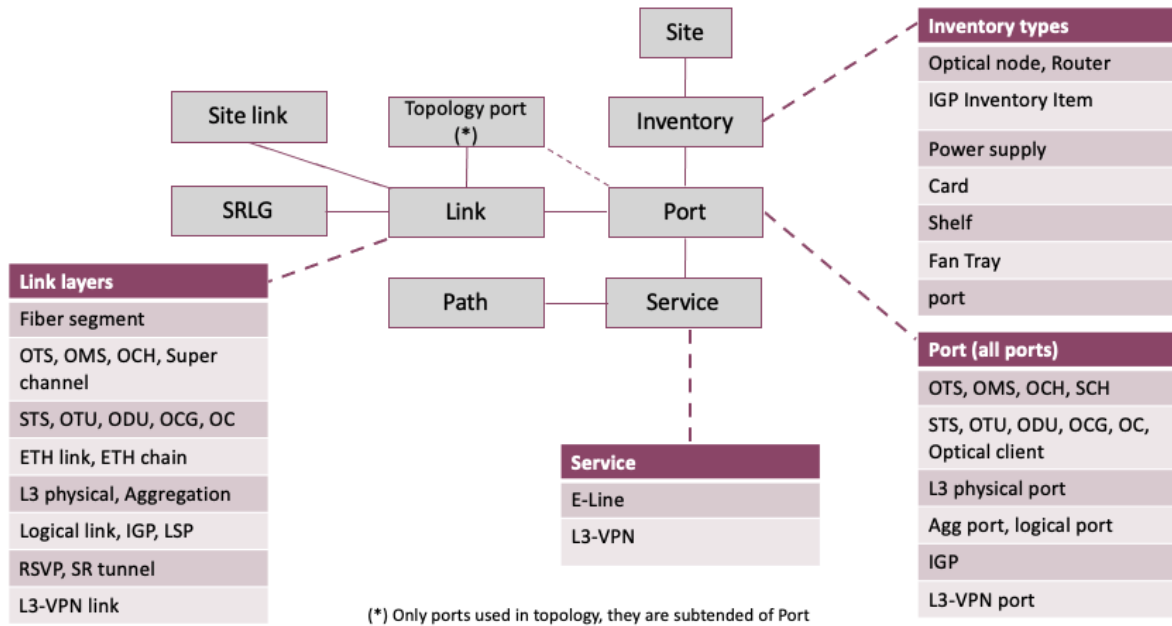 Site
Site link
Topology port
(*)
Inventory
SRLG
Link
Port
Path
Service
Link layers
Fiber segment
OTS, OMS, OCH, Super
channel
STS, OTU, ODU, OCG, OC
ETH link, ETH chain
L3 physical, Aggregation
Logical link, IGP, LSP
RSVP, SR tunnel
L3-VPN link
Service
E-Line
L3-VPN
Inventory types
Optical node, Router
IGP Inventory Item
Power supply
Card
Shelf
Fan Tray
port
Port (all ports)
OTS, OMS, OCH, SCH
STS, OTU, ODU, OCG, OC,
Optical client
L3 physical port
Agg port, logical port
IGP
L3-VPN port
(*) Only ports used in topology, they are subtended of Port